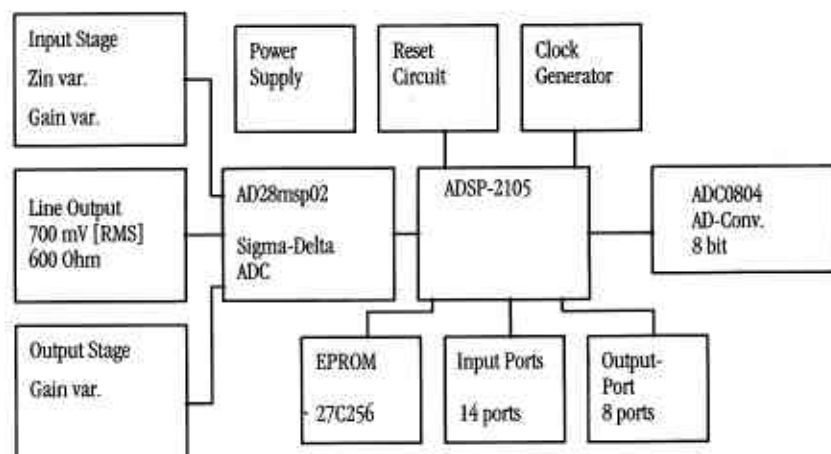 Input Stage
Zin var.
Gain var.
Power
Supply
Reset
Circuit
Clock
Generator
Line Output
700 mV [RMS]
600 Ohm
AD28msp02
Sigma-Delta
ADC
ADSP-2105
ADC0804
AD-Conv.
8 bit
Output Stage
Gain var.
EPROM
27C256
Input Ports
14 ports
Output-
Port
8 ports